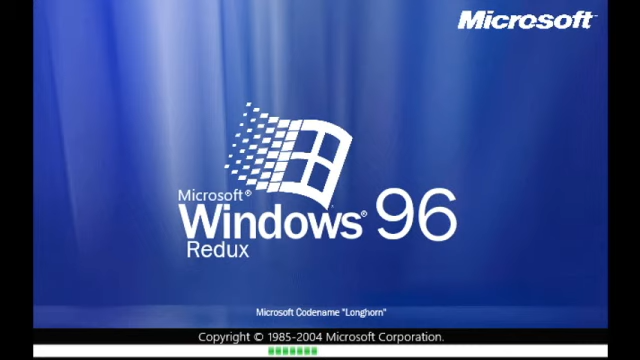 Microsoft
Microsoft®
Windows® 96
Redux
Microsoft Codename "Longhorn"
Copyright © 1985-2004 Microsoft Corporation.